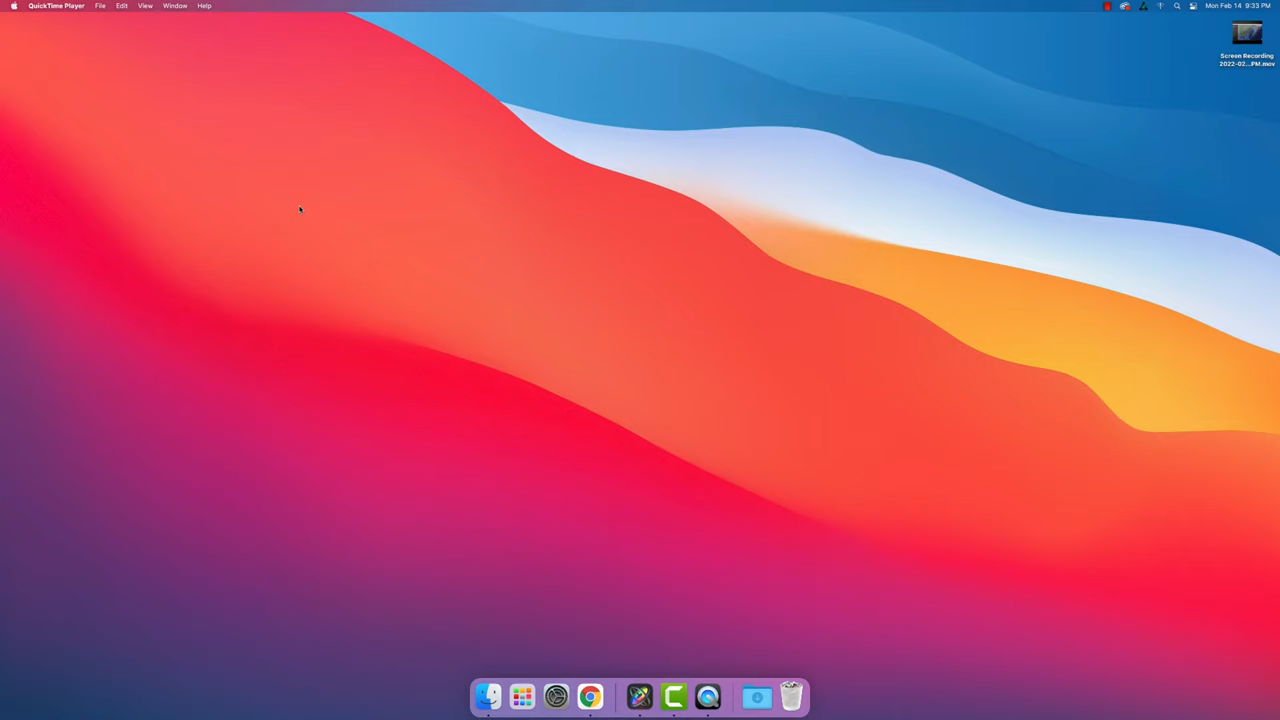 QuickTime Player File Edit View Window Help Mon Feb 14 9:33 PM
Screen Recording
2022-02...PM.mov